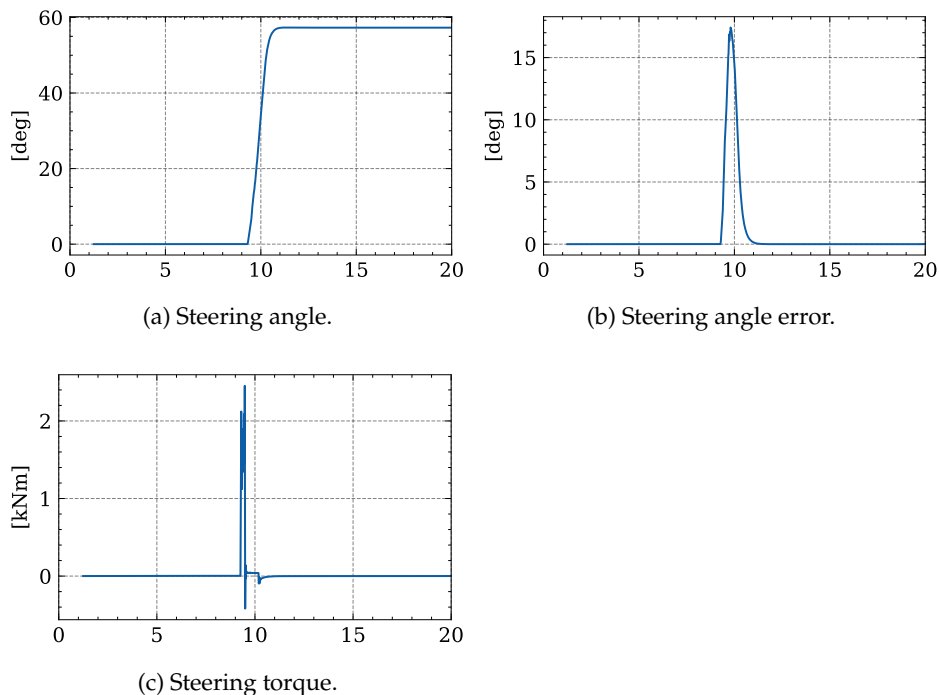 60
40
20
0
[deg]
0 5 10 15 20
(a) Steering angle.
15
10
5
0
[deg]
0 5 10 15 20
(b) Steering angle error.
2
1
0
[kNm]
0 5 10 15 20
(c) Steering torque.